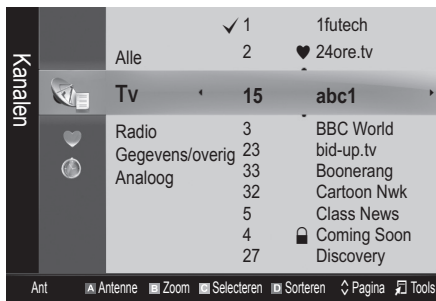 Kanalen
✓ 1 1futech
Alle 2 ♥ 24ore.tv
Tv 15 abc1
Radio 3 BBC World
Gegevens/overig 23 bid-up.tv
Analoog 33 Boonerang
32 Cartoon Nwk
5 Class News
4 Coming Soon
27 Discovery
Ant A Antenne B Zoom C Selecteren D Sorteren Pagina Tools